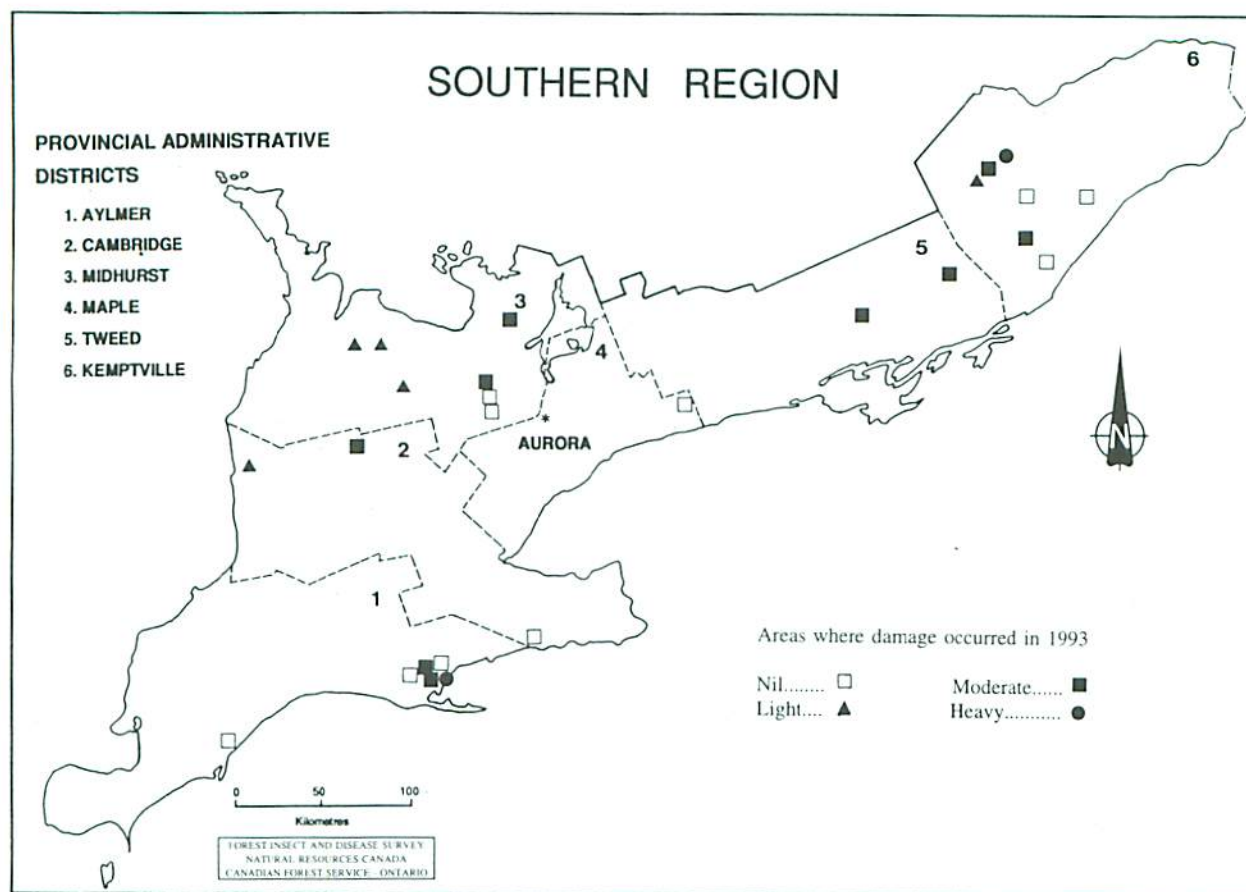 SOUTHERN REGION
PROVINCIAL ADMINISTRATIVE
DISTRICTS
1. AYLMER
2. CAMBRIDGE
3. MIDHURST
4. MAPLE
5. TWEED
6. KEMPTVILLE
6
5
3
4
AURORA
2
1
N
Areas where damage occurred in 1993
Nil........ Moderate......
Light.... Heavy...........
0 50 100
Kilometres
FOREST INSECT AND DISEASE SURVEY
NATURAL RESOURCES CANADA
CANADIAN FOREST SERVICE - ONTARIO